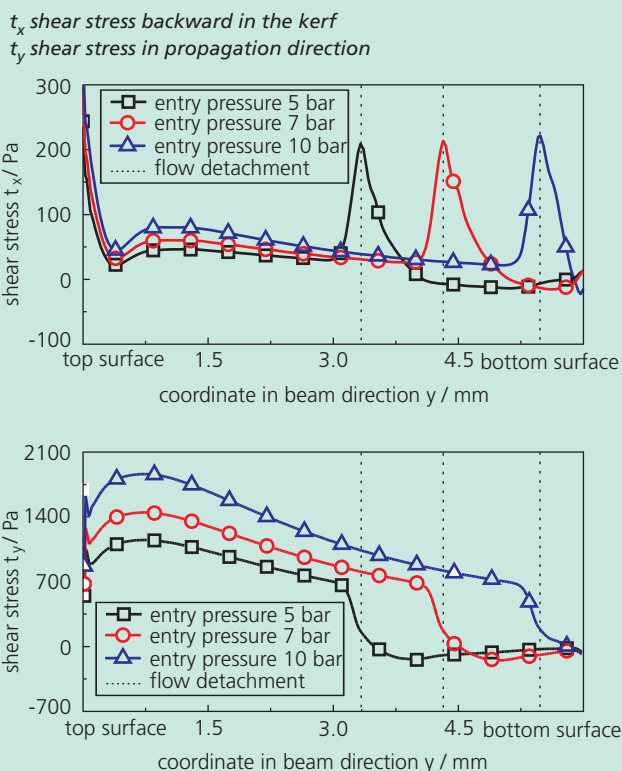 t_x shear stress backward in the kerf
t_y shear stress in propagation direction
300
200
100
0
-100
shear stress t_x / Pa
entry pressure 5 bar
entry pressure 7 bar
entry pressure 10 bar
flow detachment
top surface 1.5 3.0 4.5 bottom surface
coordinate in beam direction y / mm
2100
1400
700
0
-700
shear stress t_y / Pa
entry pressure 5 bar
entry pressure 7 bar
entry pressure 10 bar
flow detachment
top surface 1.5 3.0 4.5 bottom surface
coordinate in beam direction y / mm